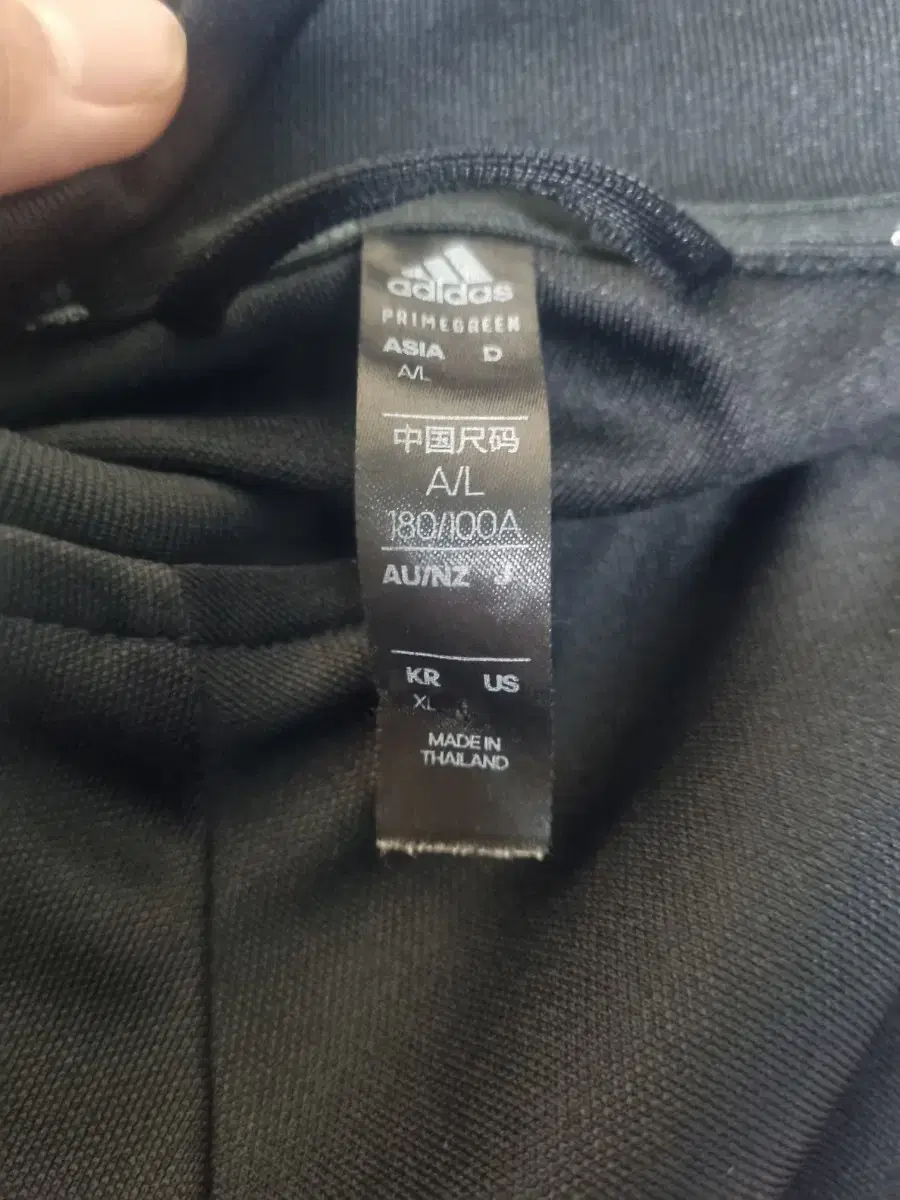 adidas
PRIMEGREEN
ASIA D
A/L
中国尺码
A/L
180/100A
AU/NZ J
KR US
XL
MADE IN
THAILAND